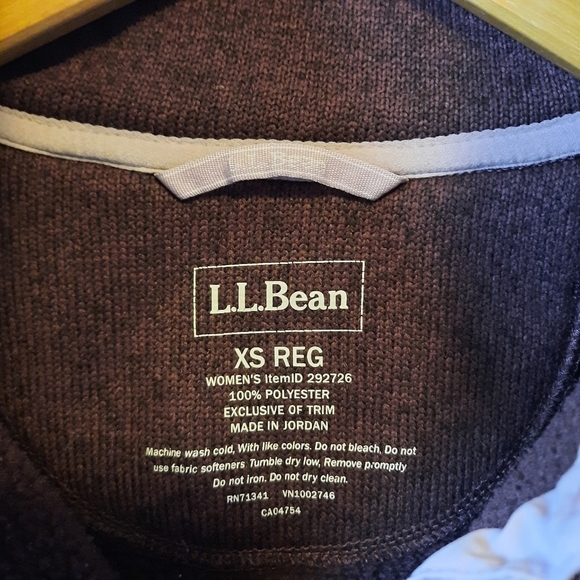 L.L.Bean
XS REG
WOMEN'S ItemID 292726
100% POLYESTER
EXCLUSIVE OF TRIM
MADE IN JORDAN
Machine wash cold, With like colors. Do not bleach, Do not
use fabric softeners Tumble dry low, Remove promptly
Do not iron. Do not dry clean.
RN71341 VN1002746
CA04754